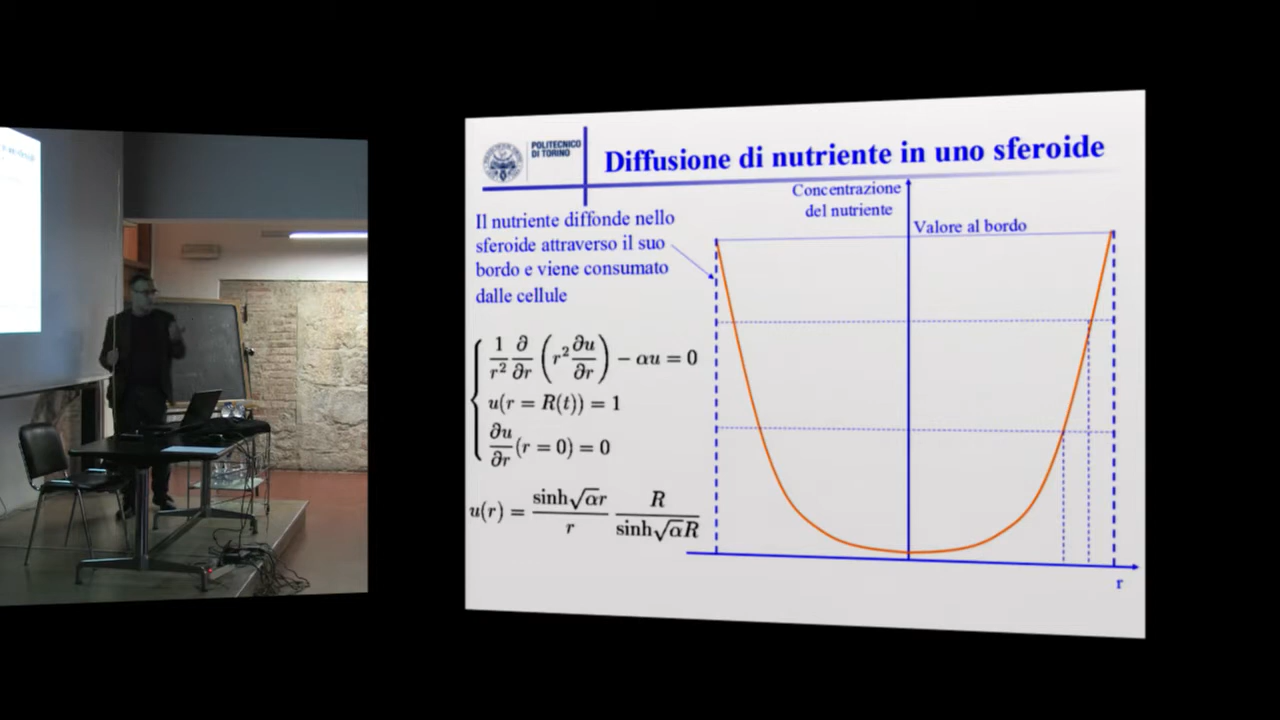 POLITECNICO
DI TORINO
Diffusione di nutriente in uno sferoide
Il nutriente diffonde nello
sferoide attraverso il suo
bordo e viene consumato
dalle cellule
1/r² ∂/∂r (r² ∂u/∂r) − αu = 0
u(r = R(t)) = 1
∂u/∂r (r = 0) = 0
u(r) = sinh√αr / r R / sinh√αR
Concentrazione
del nutriente
Valore al bordo
r